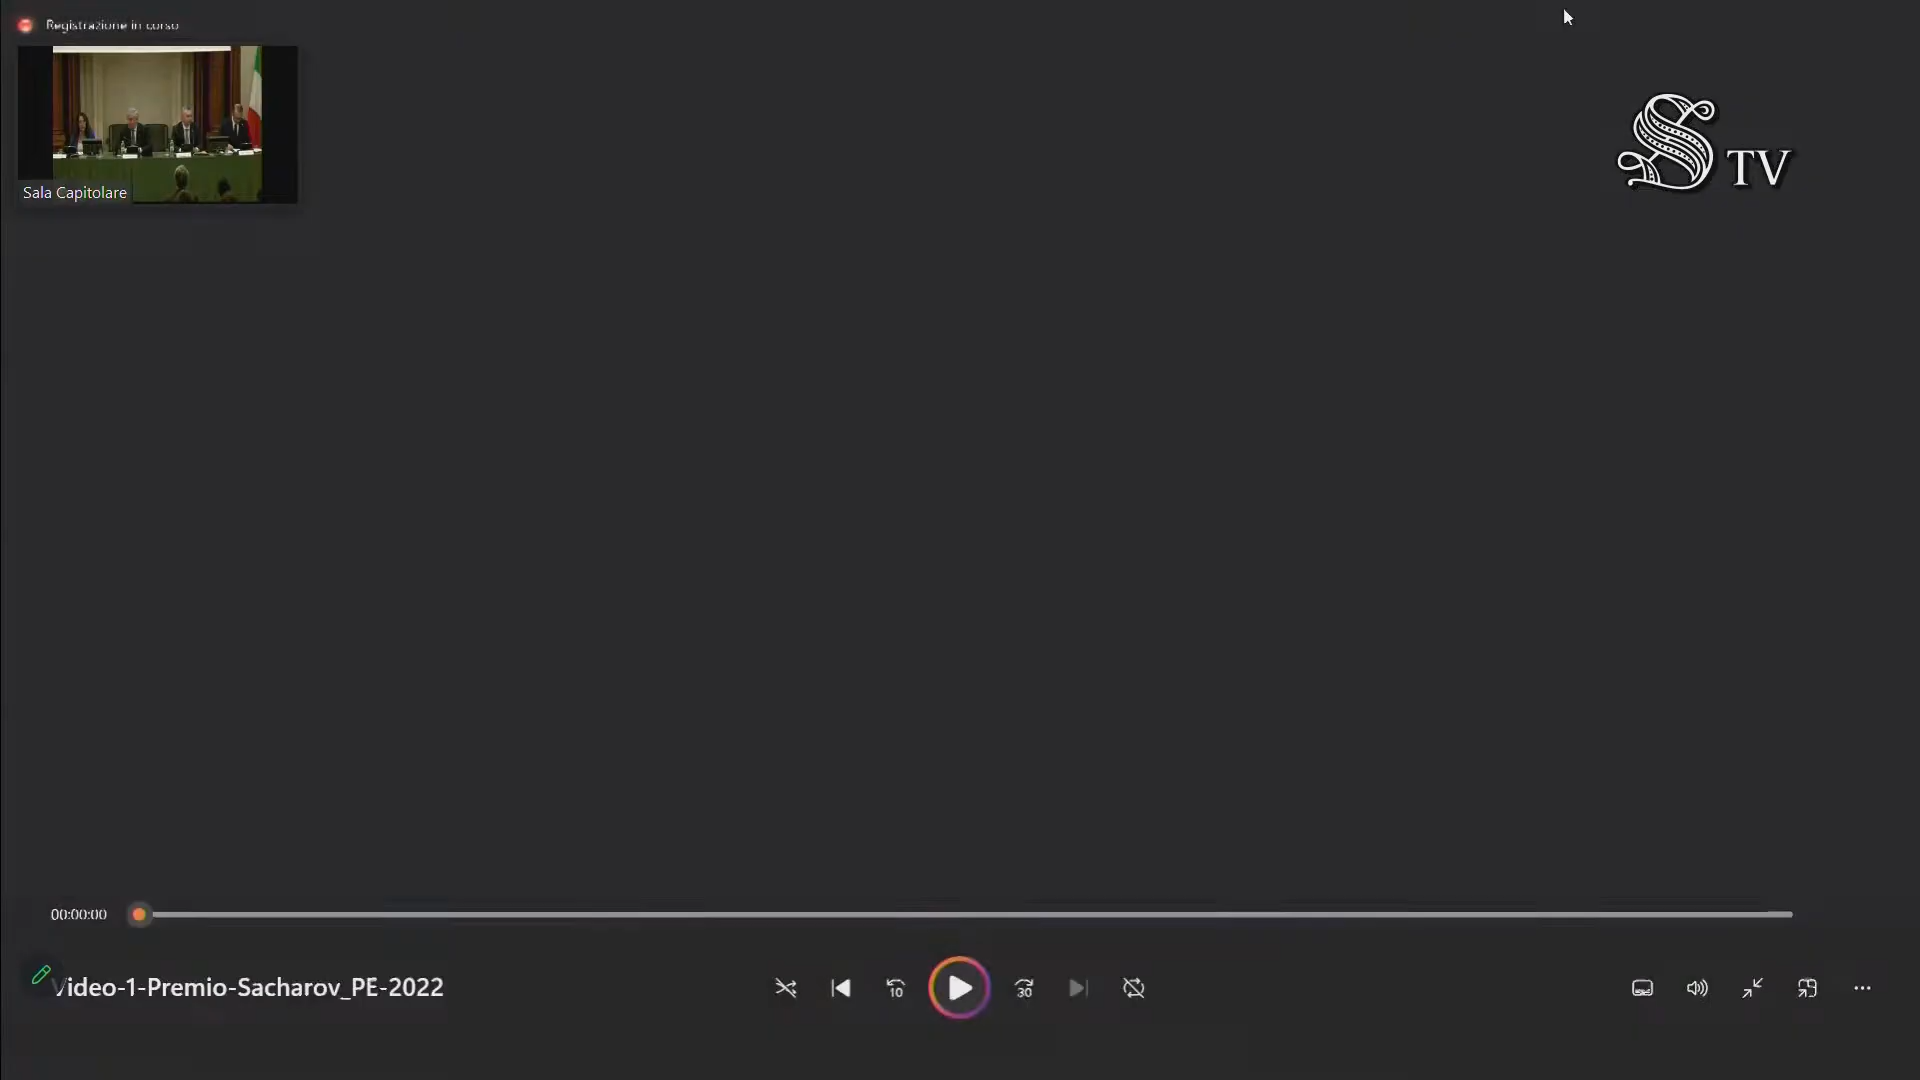 Registrazione in corso
Sala Capitolare
S TV
00:00:00
Video-1-Premio-Sacharov_PE-2022
10
30